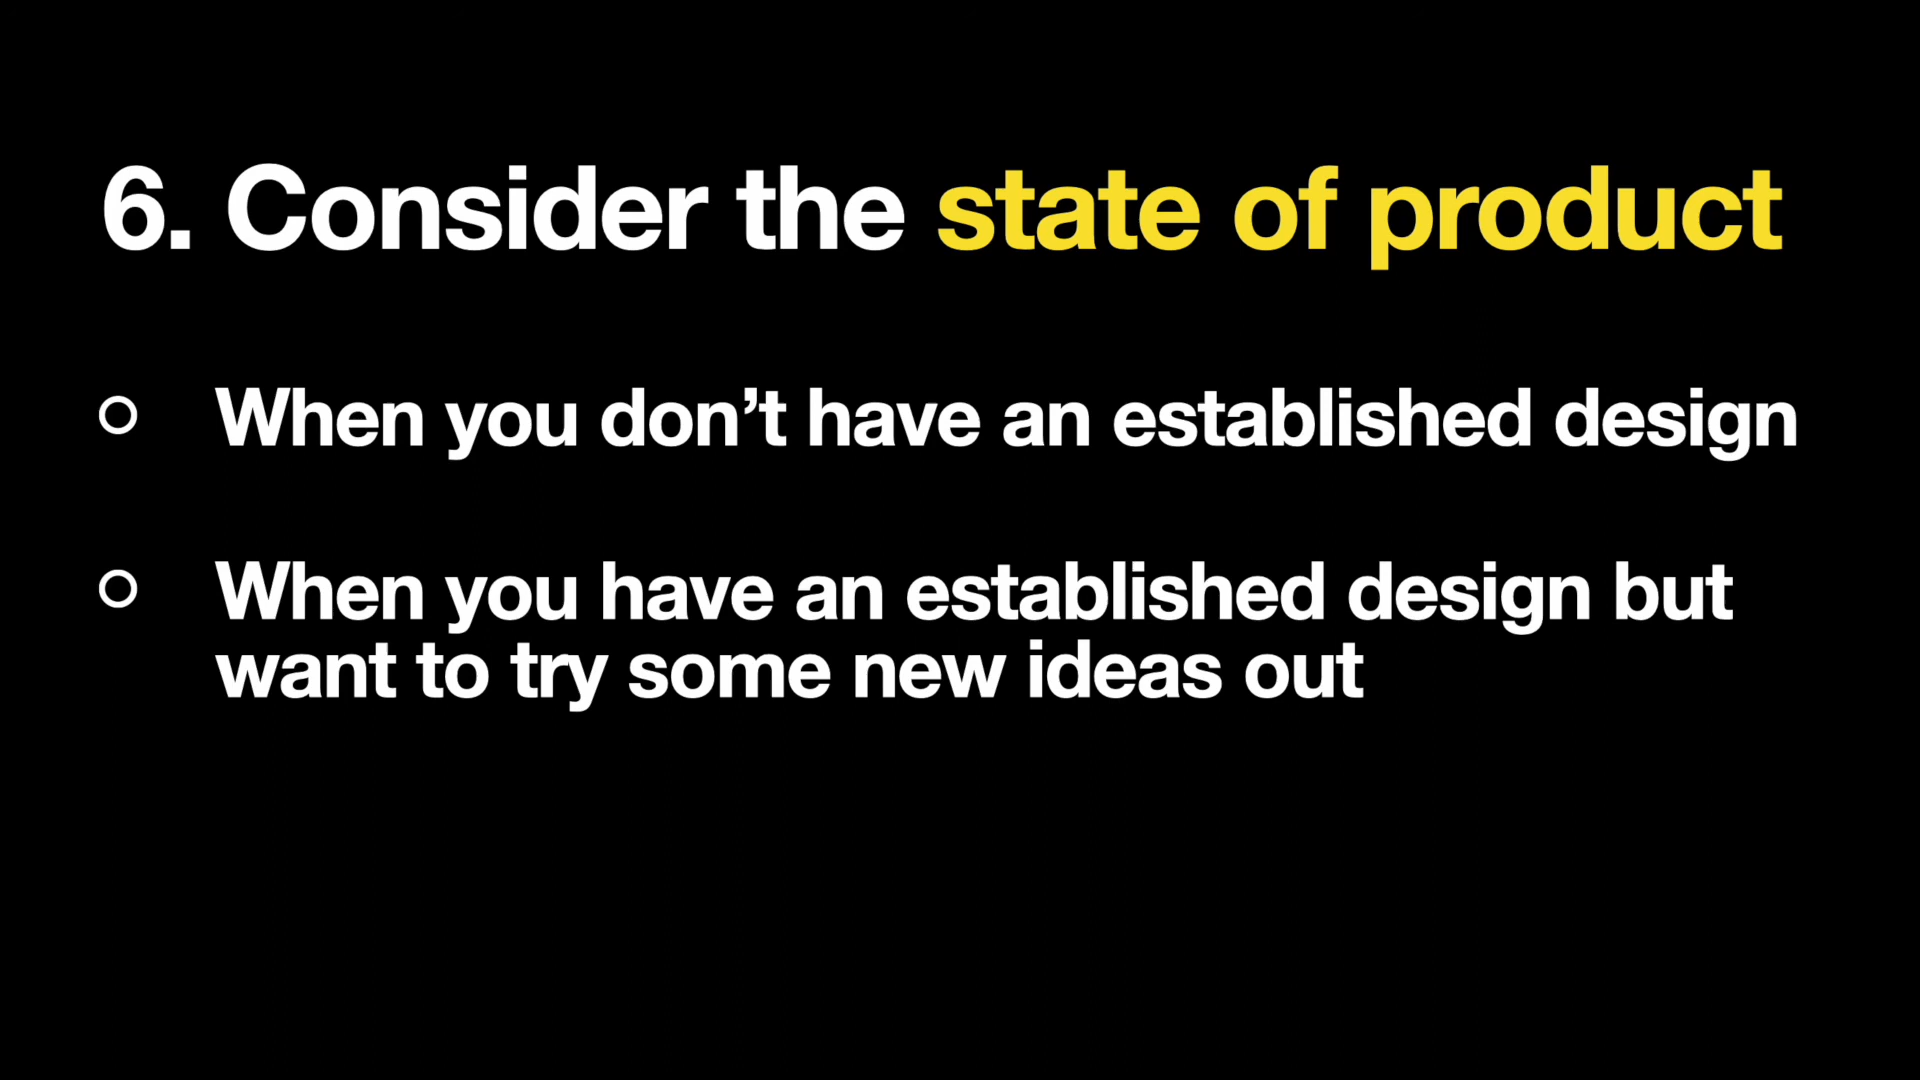 6. Consider the state of product
When you don’t have an established design
When you have an established design but
want to try some new ideas out